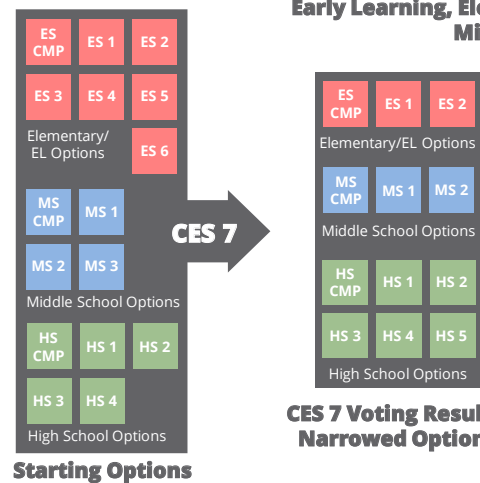 ES CMP ES 1 ES 2
ES 3 ES 4 ES 5
Elementary/
EL Options
ES 6
MS CMP MS 1
MS 2 MS 3
Middle School Options
HS CMP HS 1 HS 2
HS 3 HS 4
High School Options
Starting Options
CES 7
Early Learning,
ES CMP ES 1 ES 2
Elementary/EL Options
MS CMP MS 1 MS 2
Middle School Options
HS CMP HS 1 HS 2
HS 3 HS 4 HS 5
High School Options
CES 7 Voting
Narrowed